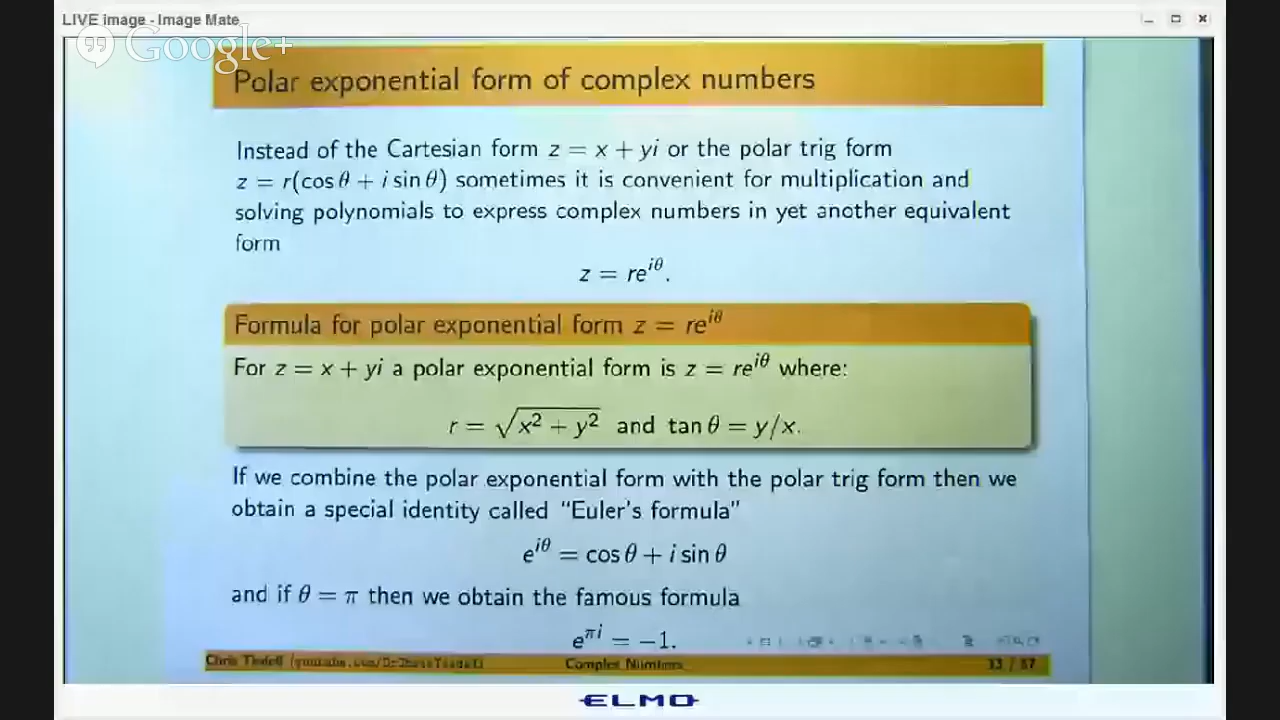 LIVE image - Image Mate
Google+
Polar exponential form of complex numbers
Instead of the Cartesian form z = x + yi or the polar trig form
z = r(cos θ + i sin θ) sometimes it is convenient for multiplication and
solving polynomials to express complex numbers in yet another equivalent
form
z = re^{iθ}.
Formula for polar exponential form z = re^{iθ}
For z = x + yi a polar exponential form is z = re^{iθ} where:
r = √(x² + y²) and tan θ = y/x.
If we combine the polar exponential form with the polar trig form then we
obtain a special identity called "Euler's formula"
e^{iθ} = cos θ + i sin θ
and if θ = π then we obtain the famous formula
e^{πi} = −1.
Chris Tisdell Complex Numbers 13 / 57
ELMO